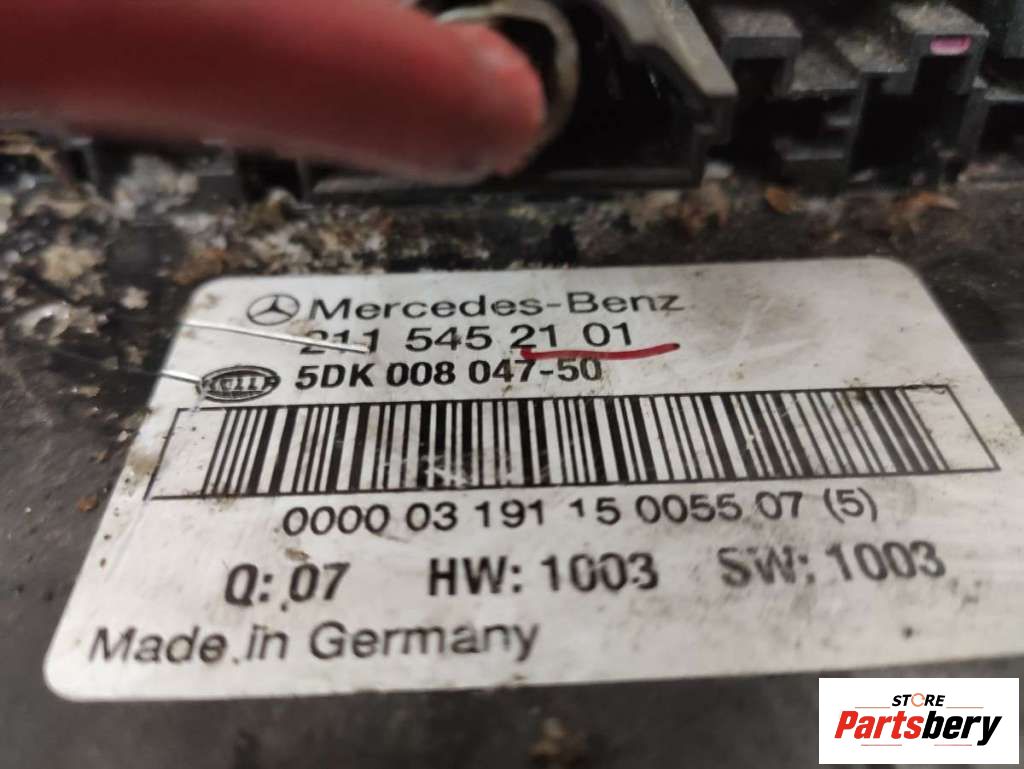 Mercedes-Benz
211 545 21 01
HELLA 5DK 008 047-50
0000 03 191 15 0055 07 (5)
Q: 07 HW: 1003 SW: 1003
Made in Germany
STORE
Partsbery